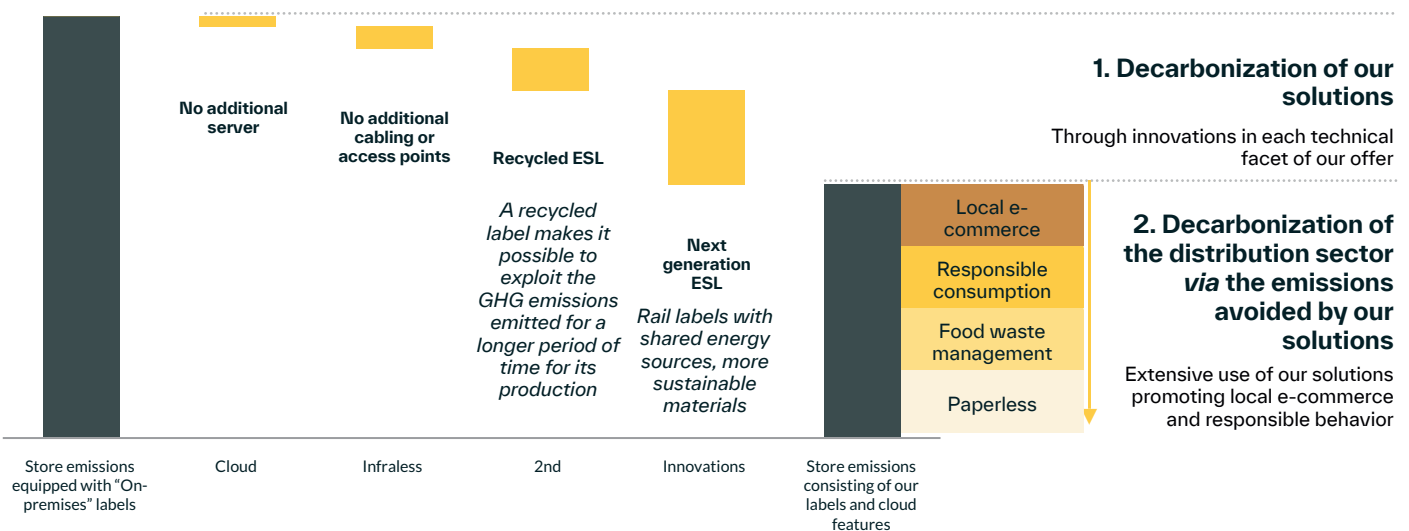 No additional
server
No additional
cabling or
access points
Recycled ESL
A recycled
label makes it
possible to
exploit the
GHG emissions
emitted for a
longer period of
time for its
production
Next
generation
ESL
Rail labels with
shared energy
sources, more
sustainable
materials
1. Decarbonization of our
solutions
Through innovations in each technical
facet of our offer
Local e-
commerce
Responsible
consumption
Food waste
management
Paperless
2. Decarbonization of
the distribution sector
via the emissions
avoided by our
solutions
Extensive use of our solutions
promoting local e-commerce
and responsible behavior
Store emissions
equipped with “On-
premises” labels
Cloud
Infraless
2nd
Innovations
Store emissions
consisting of our
labels and cloud
features